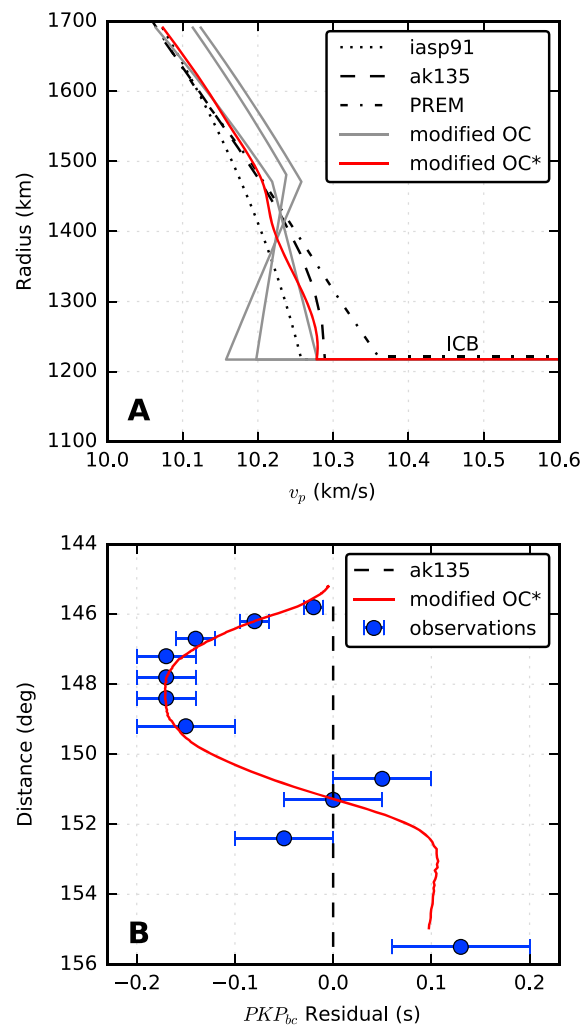 1700
1600
1500
1400
1300
1200
1100
Radius (km)
iasp91
ak135
PREM
modified OC
modified OC*
ICB
A
10.0 10.1 10.2 10.3 10.4 10.5 10.6
v_p (km/s)
144
146
148
150
152
154
156
Distance (deg)
ak135
modified OC*
observations
B
−0.2 −0.1 0.0 0.1 0.2
PKP_bc Residual (s)